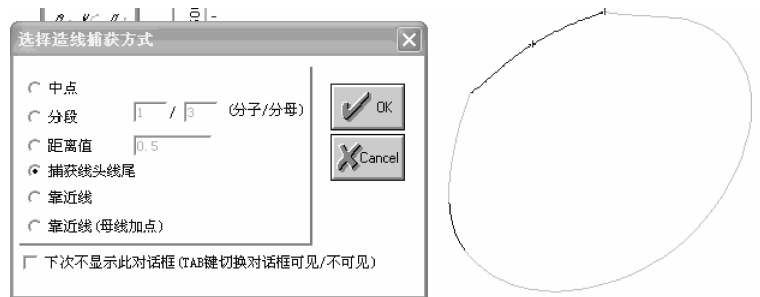 选择造线捕获方式
中点
分段 1 / 3 (分子/分母)
距离值 0.5
捕获线头线尾
靠近线
靠近线(母线加点)
OK
Cancel
下次不显示此对话框(TAB键切换对话框可见/不可见)